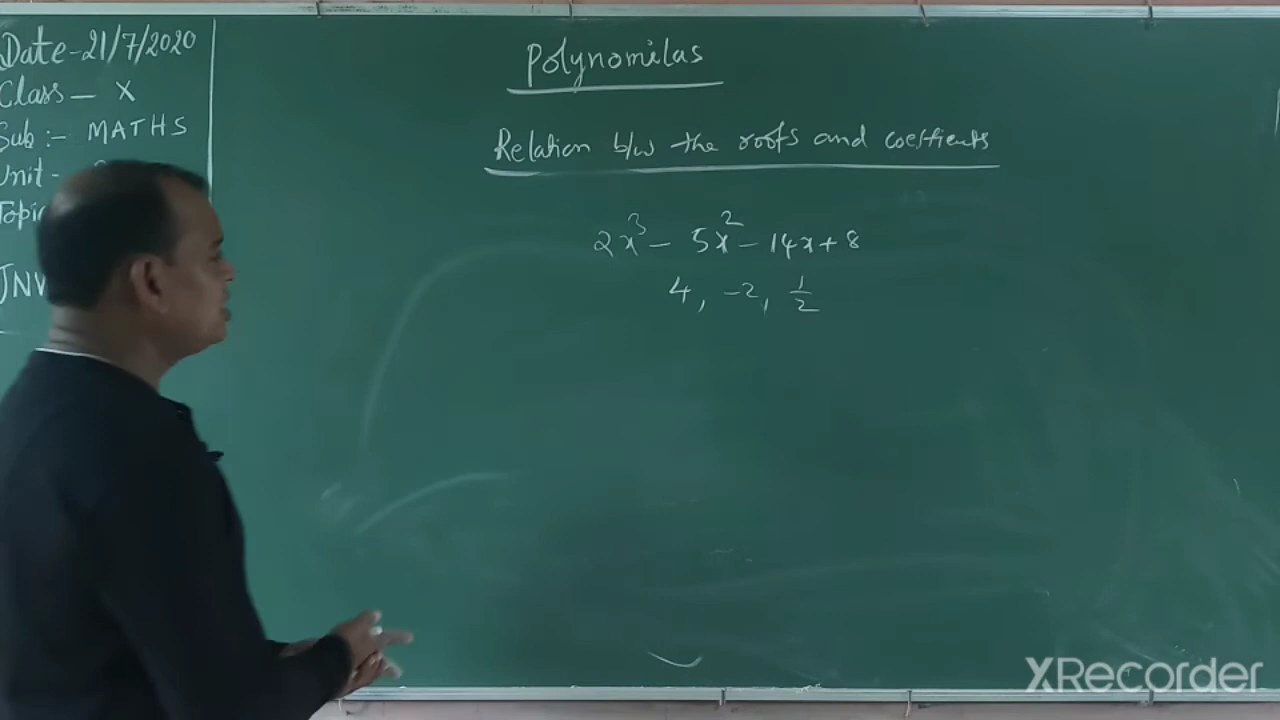 Date-21/7/2020
Class - X
Sub:- MATHS
Unit-
Topic
JNV
Polynomilas
Relation b/w the roots and coefficients
2x³ - 5x² - 14x + 8
4, -2, 1/2
XRecorder